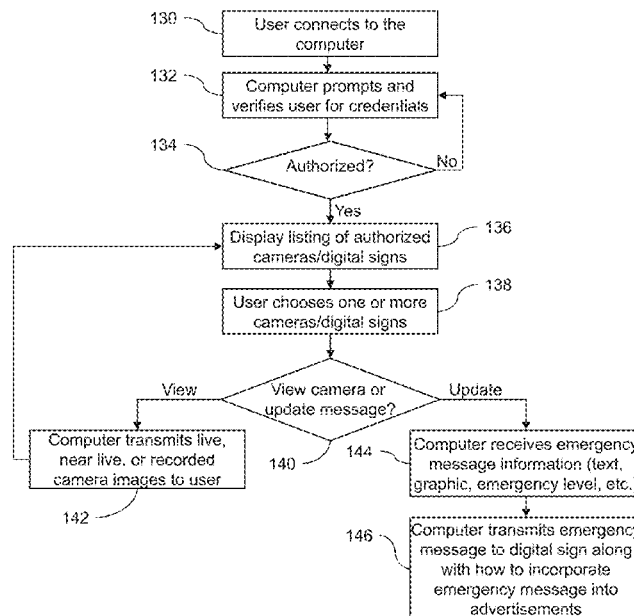 130
User connects to the
computer
132
Computer prompts and
verifies user for credentials
134
Authorized?
No
Yes
Display listing of authorized
cameras/digital signs
136
User chooses one or more
cameras/digital signs
138
View
View camera or
update message?
Update
140
Computer transmits live,
near live, or recorded
camera images to user
142
144
Computer receives emergency
message information (text,
graphic, emergency level, etc.)
146
Computer transmits emergency
message to digital sign along
with how to incorporate
emergency message into
advertisements